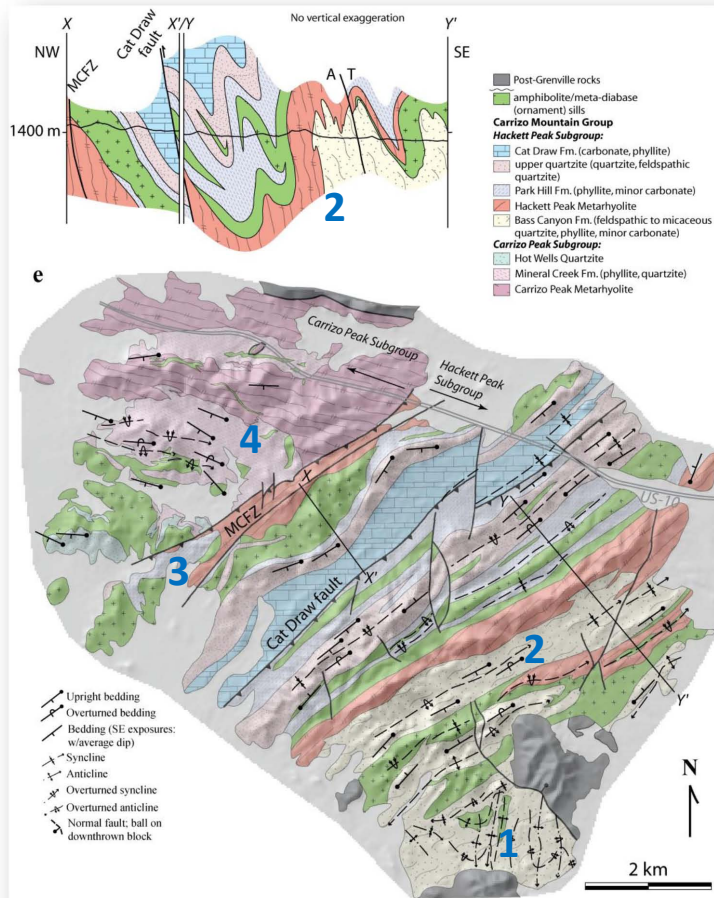 X
X'/Y
Y'
No vertical exaggeration
NW
SE
MCFZ
Cat Draw
fault
A T
1400 m
2
Post-Grenville rocks
amphibolite/meta-diabase
(ornament) sills
Carrizo Mountain Group
Hackett Peak Subgroup:
Cat Draw Fm. (carbonate, phyllite)
upper quartzite (quartzite, feldspathic
quartzite)
Park Hill Fm. (phyllite, minor carbonate)
Hackett Peak Metarhyolite
Bass Canyon Fm. (feldspathic to micaceous
quartzite, phyllite, minor carbonate)
Carrizo Peak Subgroup:
Hot Wells Quartzite
Mineral Creek Fm. (phyllite, quartzite)
Carrizo Peak Metarhyolite
e
Carrizo Peak Subgroup
Hackett Peak
Subgroup
4
X
MCFZ
Y
US-10
3
X'
Cat Draw fault
2
Y'
Upright bedding
Overturned bedding
Bedding (SE exposures:
w/average dip)
Syncline
Anticline
Overturned syncline
Overturned anticline
Normal fault; ball on
downthrown block
N
1
2 km